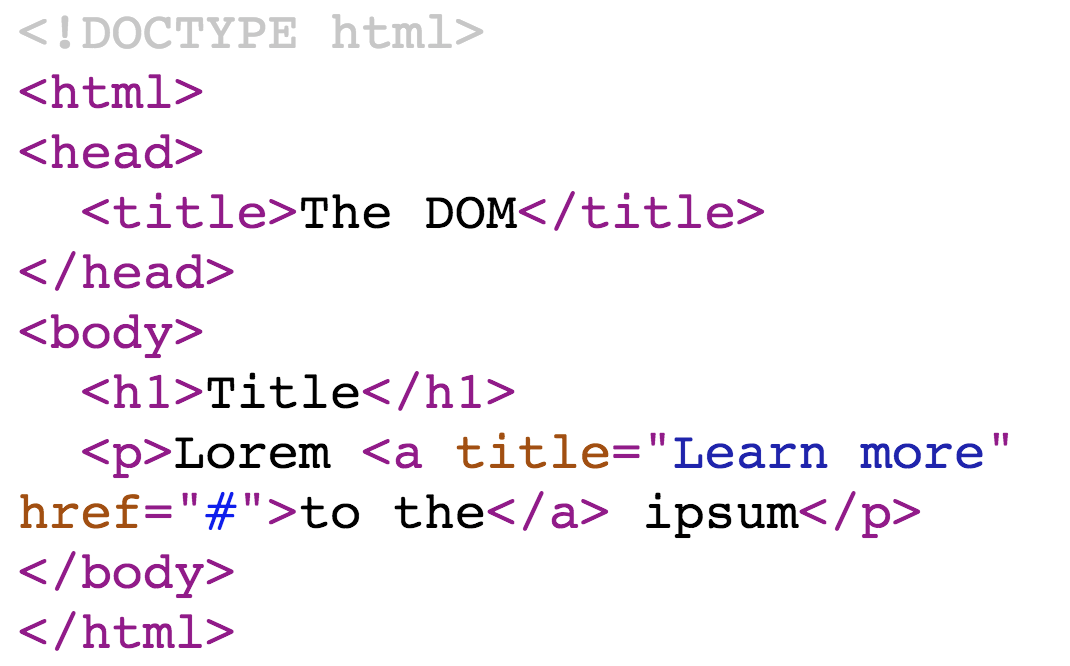 <!DOCTYPE html>
<html>
<head>
  <title>The DOM</title>
</head>
<body>
  <h1>Title</h1>
  <p>Lorem <a title="Learn more"
href="#">to the</a> ipsum</p>
</body>
</html>